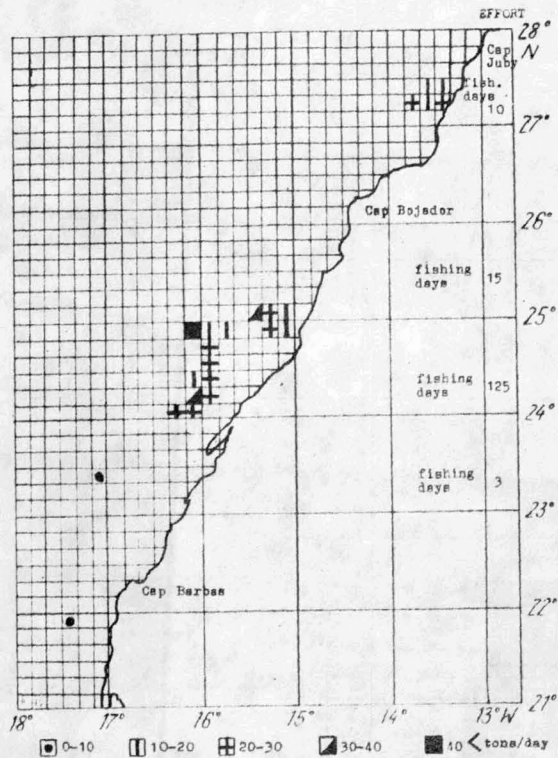 EFFORT
28°
N
Cap
Juby
fish.
days
10
27°
Cap Bojador
26°
fishing
days
15
25°
fishing
days
125
24°
fishing
days
3
23°
Cap Barbas
22°
21°
18° 17° 16° 15° 14° 13°W
0-10 10-20 20-30 30-40 40 < tons/day